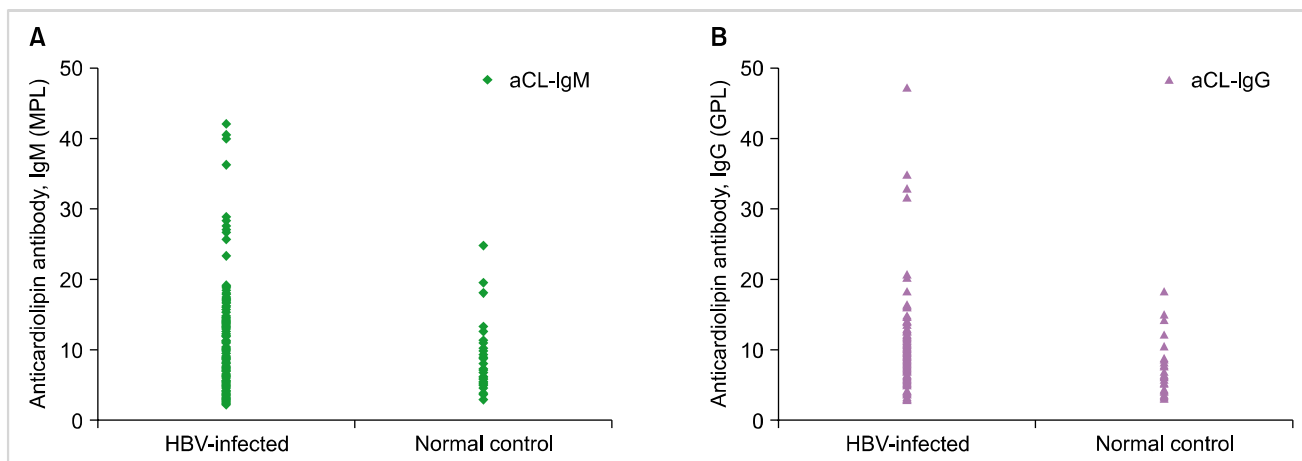 A
Anticardiolipin antibody, IgM (MPL)
50
40
30
20
10
0
aCL-IgM
HBV-infected
Normal control
B
Anticardiolipin antibody, IgG (GPL)
50
40
30
20
10
0
aCL-IgG
HBV-infected
Normal control